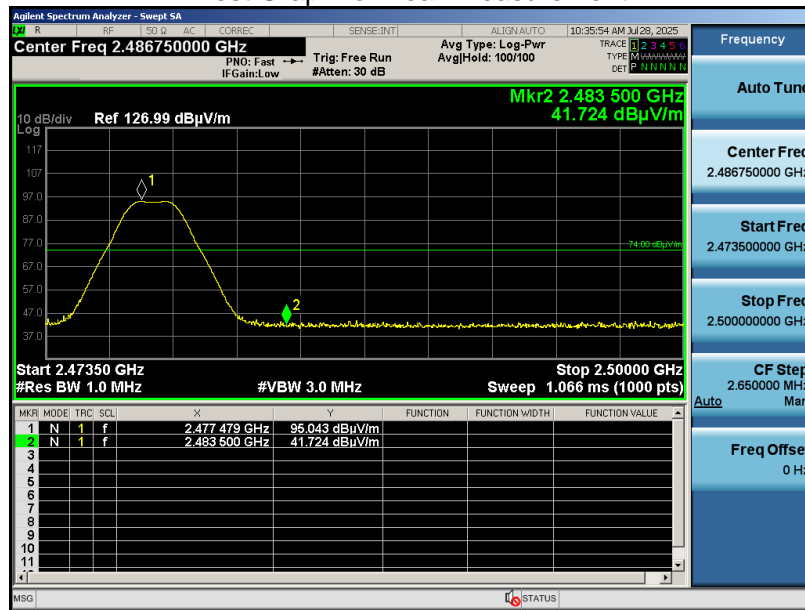 Agilent Spectrum Analyzer - Swept SA
LXI R RF 50 Ω AC CORREC SENSE:INT ALIGN AUTO 10:35:54 AM Jul 28, 2025
Center Freq 2.486750000 GHz
PNO: Fast
IFGain:Low
Trig: Free Run
#Atten: 30 dB
Avg Type: Log-Pwr
Avg|Hold: 100/100
TRACE 1 2 3 4 5 6
TYPE M
DET P N N N N N
Mkr2 2.483 500 GHz
41.724 dBµV/m
10 dB/div Ref 126.99 dBµV/m
Log
117
107
97.0
87.0
77.0
67.0
57.0
47.0
37.0
1
2
74.00 dBµV/m
Start 2.47350 GHz Stop 2.50000 GHz
#Res BW 1.0 MHz #VBW 3.0 MHz Sweep 1.066 ms (1000 pts)
MKR MODE TRC SCL X Y FUNCTION FUNCTION WIDTH FUNCTION VALUE
1 N 1 f 2.477 479 GHz 95.043 dBµV/m
2 N 1 f 2.483 500 GHz 41.724 dBµV/m
3
4
5
6
7
8
9
10
11
MSG STATUS
Frequency
Auto Tune
Center Freq
2.486750000 GHz
Start Freq
2.473500000 GHz
Stop Freq
2.500000000 GHz
CF Step
2.650000 MHz
Auto Man
Freq Offset
0 Hz